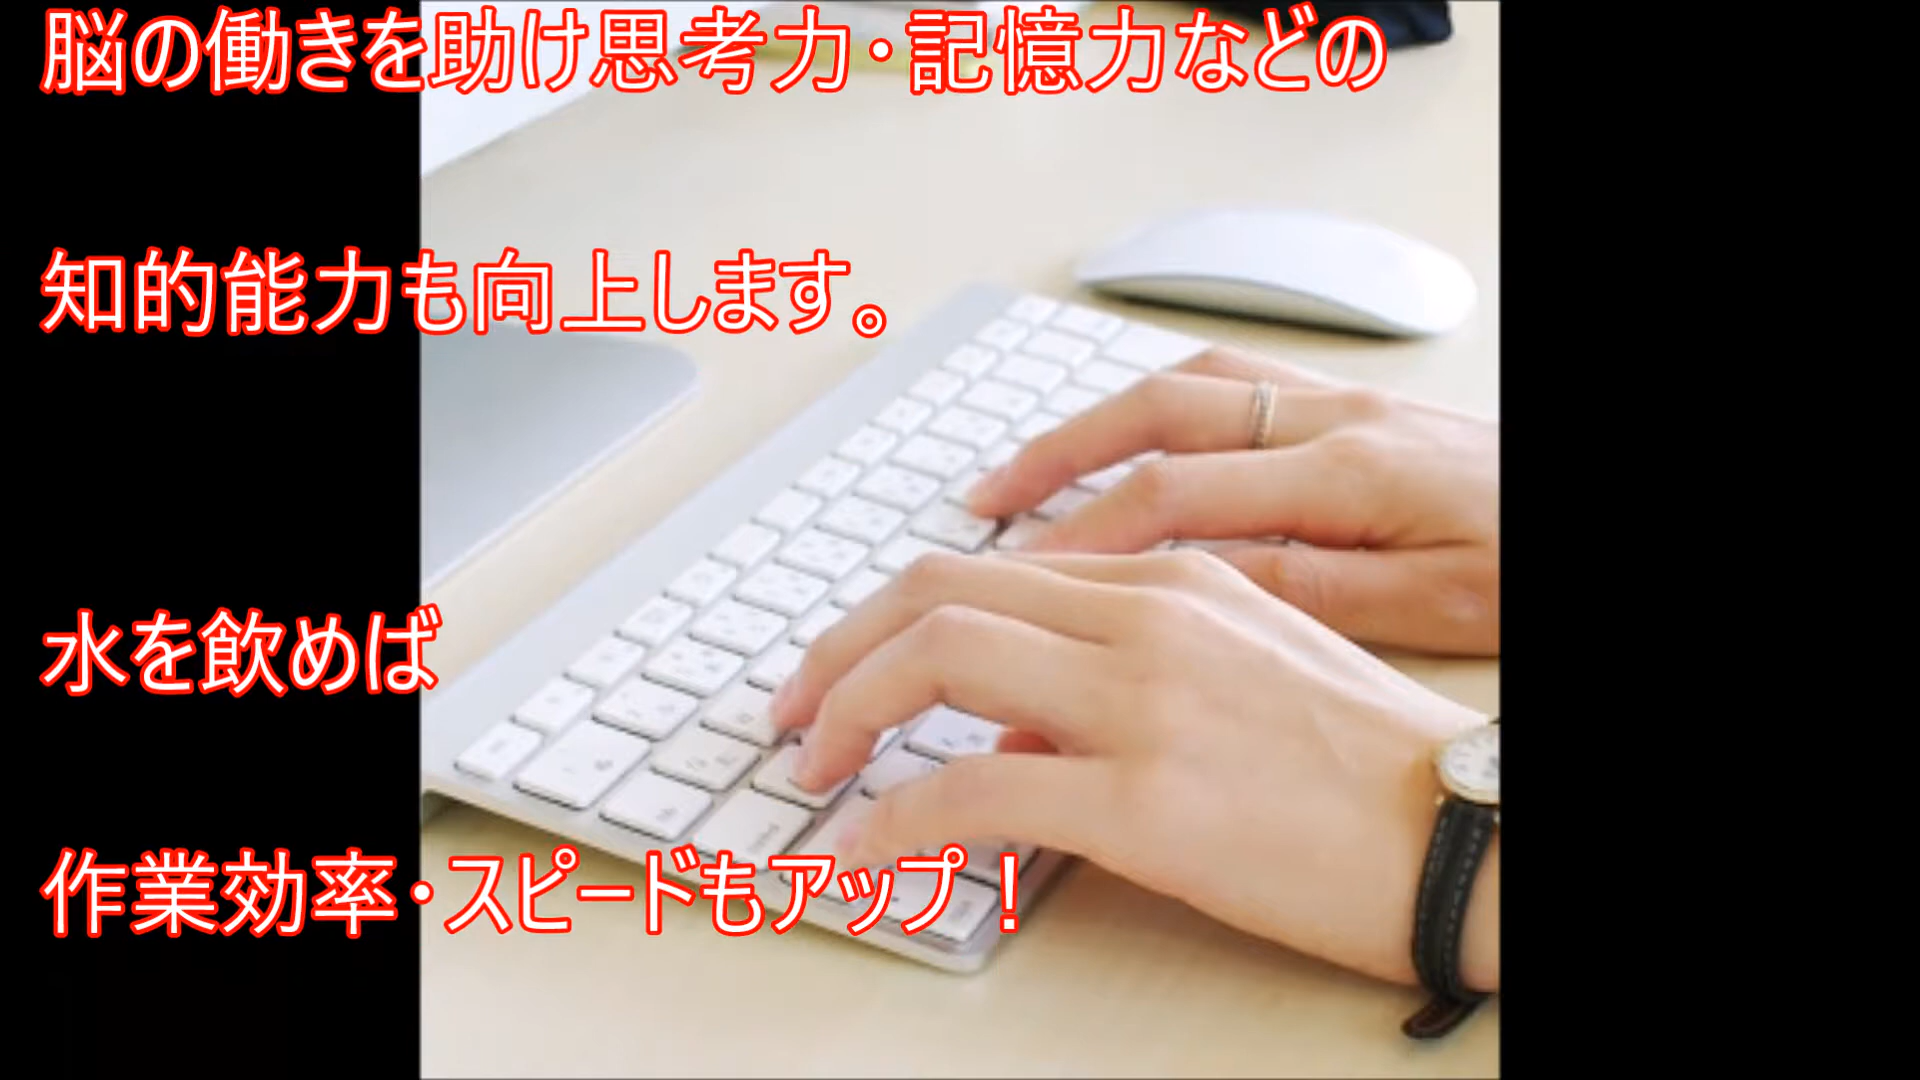 脳の働きを助け思考力・記憶力などの
知的能力も向上します。
水を飲めば
作業効率・スピードもアップ！